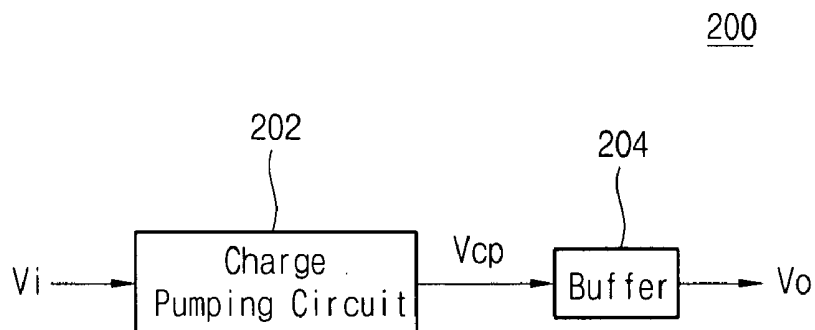 200
202
204
Vi
Charge
Pumping Circuit
Vcp
Buffer
Vo